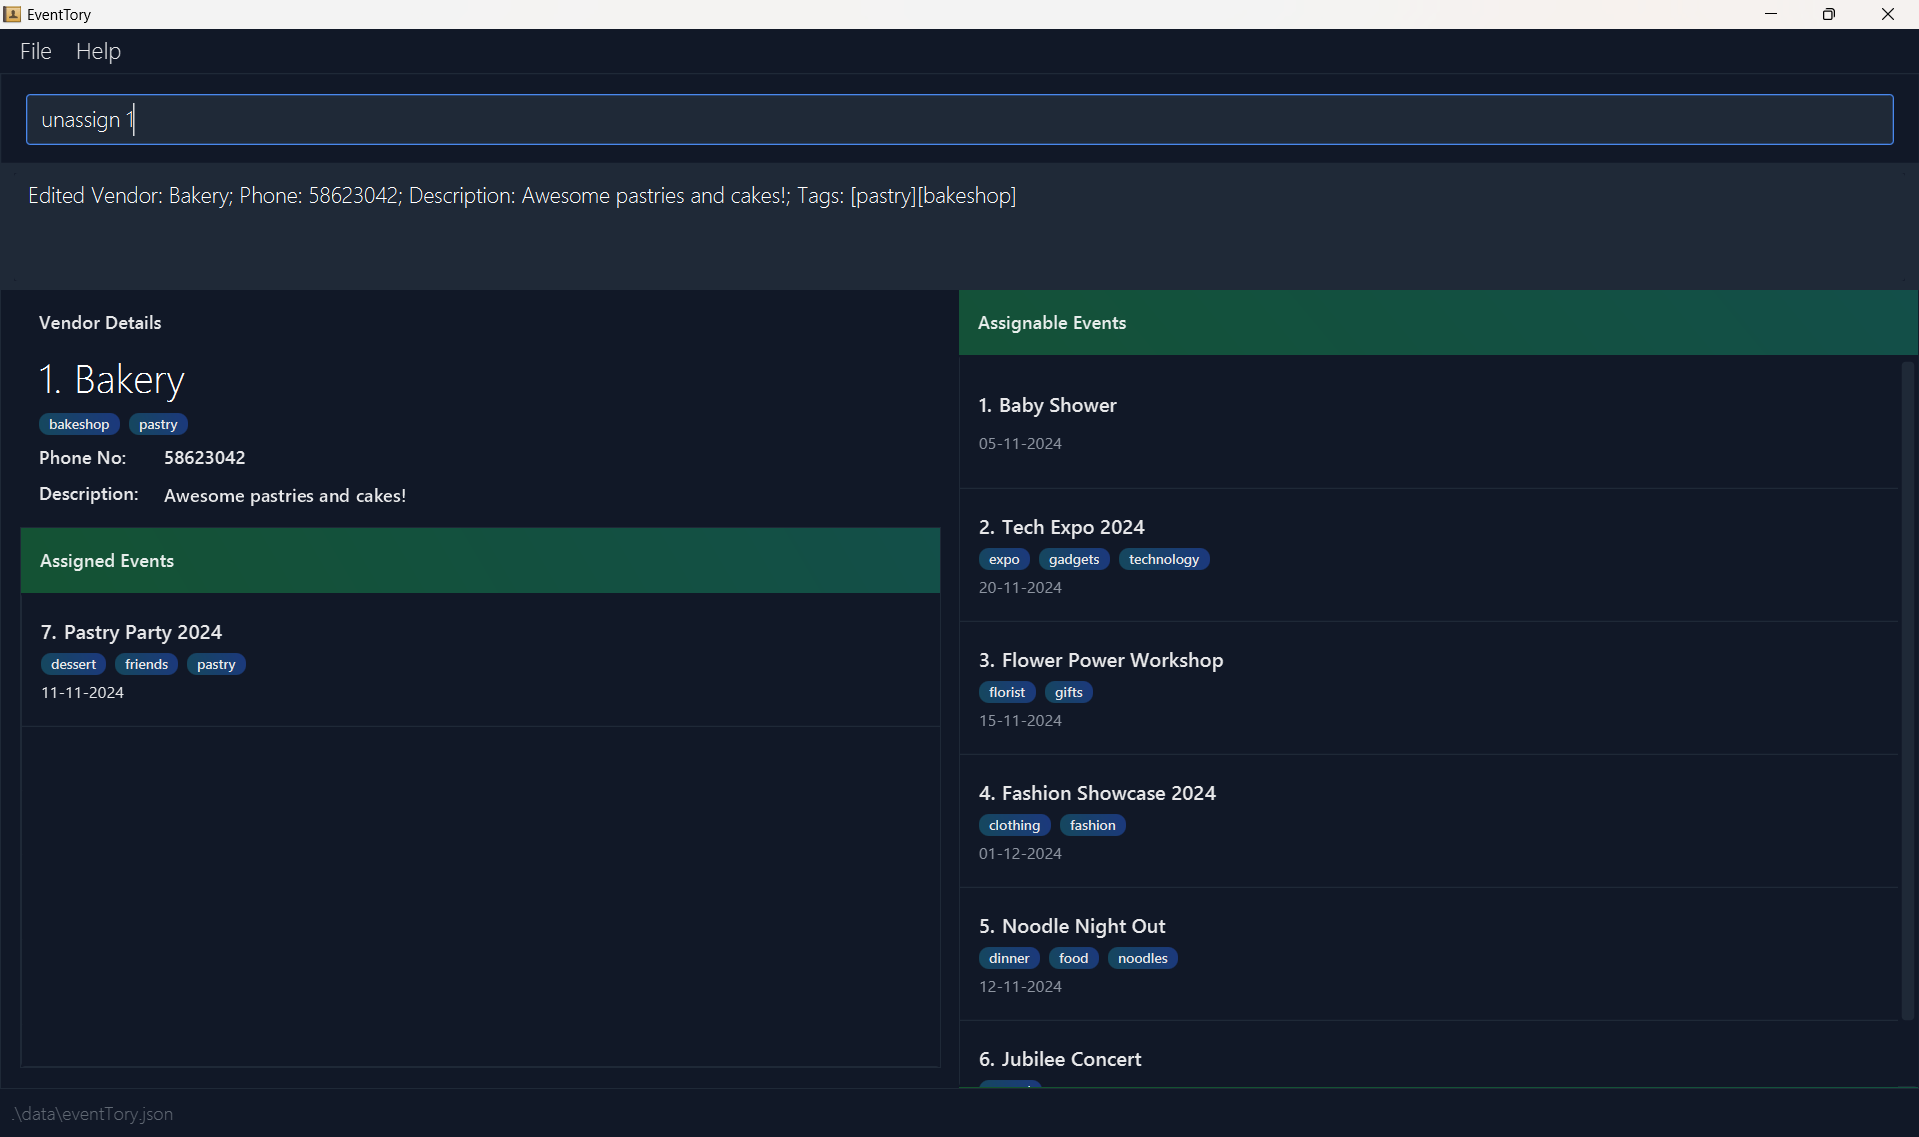 EventTory
File Help
unassign 1
Edited Vendor: Bakery; Phone: 58623042; Description: Awesome pastries and cakes!; Tags: [pastry][bakeshop]
Vendor Details
1. Bakery
bakeshop pastry
Phone No: 58623042
Description: Awesome pastries and cakes!
Assigned Events
7. Pastry Party 2024
dessert friends pastry
11-11-2024
Assignable Events
1. Baby Shower
05-11-2024
2. Tech Expo 2024
expo gadgets technology
20-11-2024
3. Flower Power Workshop
florist gifts
15-11-2024
4. Fashion Showcase 2024
clothing fashion
01-12-2024
5. Noodle Night Out
dinner food noodles
12-11-2024
6. Jubilee Concert
.\data\eventTory.json